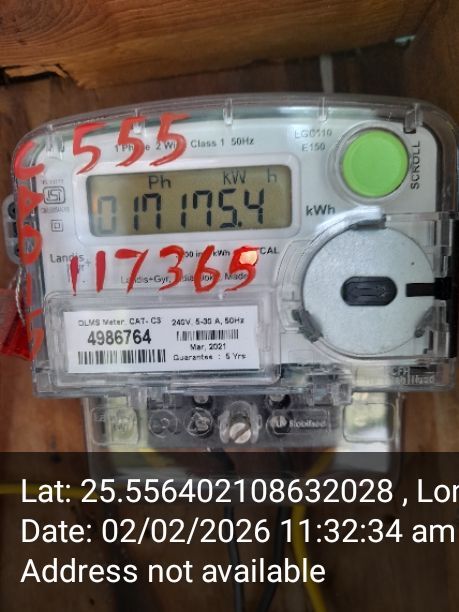 555
1 Phase 2 Wire Class 1 50Hz
LGC510
E150
SCROLL
Ph KW h
017175.4
kWh
Landis
Gyr+
117365
CAL
DLMS Meter, CAT- C3 240V, 5-30 A, 50Hz
4986764
Mar, 2021
Guarantee : 5 Yrs
Lat: 25.556402108632028 , Lon
Date: 02/02/2026 11:32:34 am
Address not available